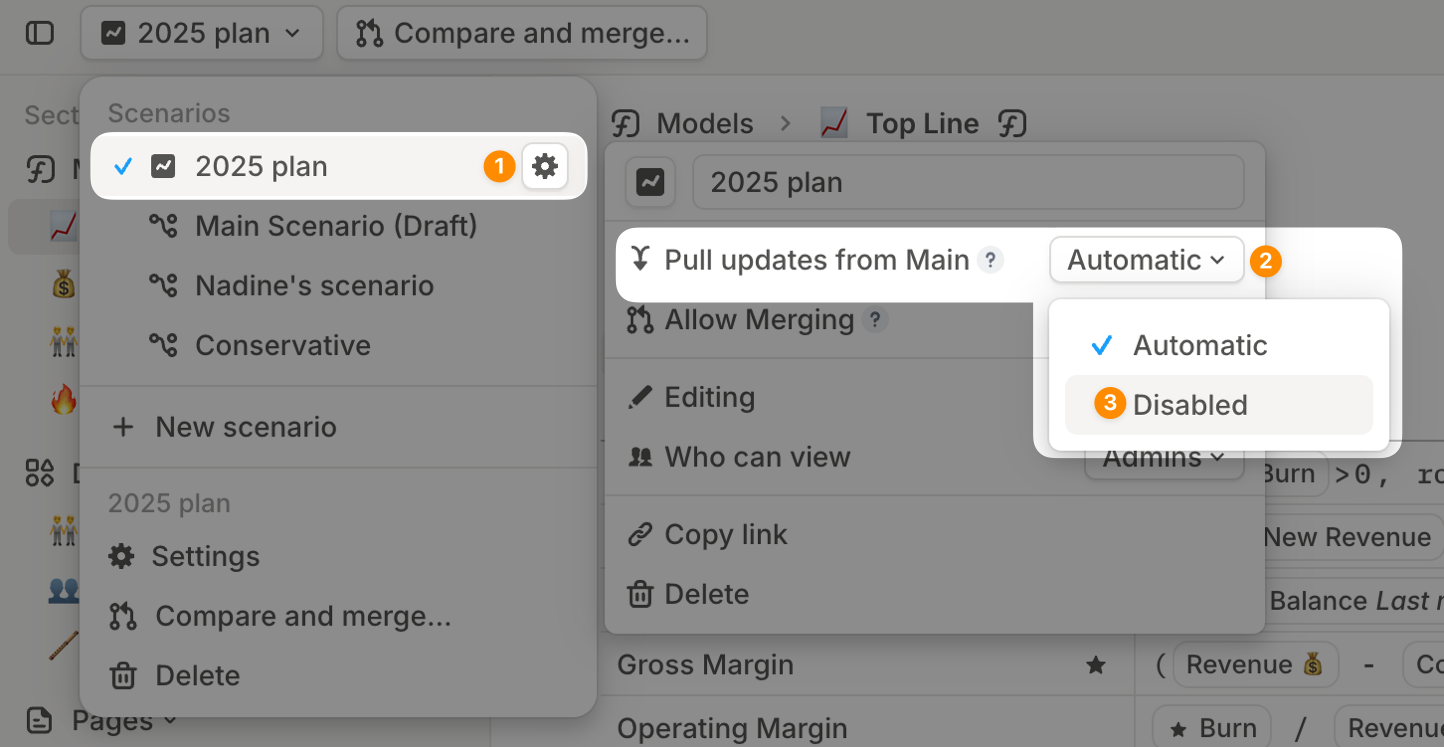 2025 plan
Compare and merge...
Sect
Scenarios
2025 plan
1
Main Scenario (Draft)
Nadine's scenario
Conservative
New scenario
2025 plan
Settings
Compare and merge...
Delete
Pages
Models > Top Line
2025 plan
Pull updates from Main ?
Automatic
2
Allow Merging ?
Automatic
3 Disabled
Editing
Who can view
Admins
Copy link
Delete
Burn >0, ro
New Revenue
Balance Last
Gross Margin ★ ( Revenue - Co
Operating Margin ★ Burn / Revenue